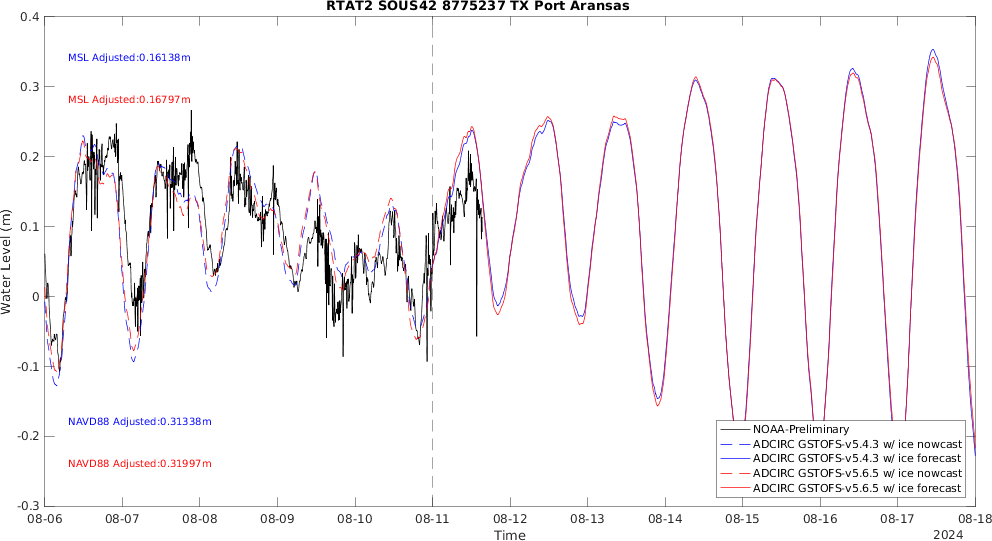 RTAT2 SOUS42 8775237 TX Port Aransas
0.4
0.3
0.2
0.1
0
-0.1
-0.2
-0.3
Water Level (m)
MSL Adjusted:0.16138m
MSL Adjusted:0.16797m
NAVD88 Adjusted:0.31338m
NAVD88 Adjusted:0.31997m
NOAA-Preliminary
ADCIRC GSTOFS-v5.4.3 w/ ice nowcast
ADCIRC GSTOFS-v5.4.3 w/ ice forecast
ADCIRC GSTOFS-v5.6.5 w/ ice nowcast
ADCIRC GSTOFS-v5.6.5 w/ ice forecast
08-06 08-07 08-08 08-09 08-10 08-11 08-12 08-13 08-14 08-15 08-16 08-17 08-18
Time
2024